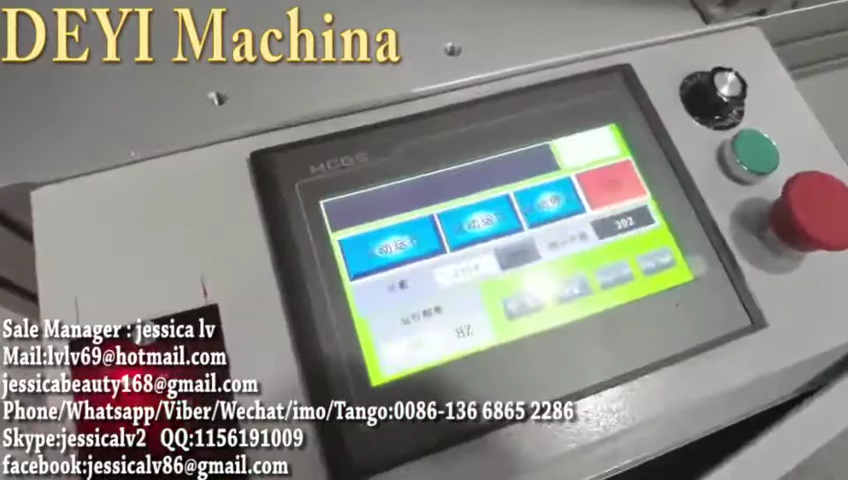 DEYI Machina
MCGS
202
HZ
Sale Manager : jessica lv
Mail:lvlv69@hotmail.com
jessicabeauty168@gmail.com
Phone/Whatsapp/Viber/Wechat/imo/Tango:0086-136 6865 2286
Skype:jessicalv2 QQ:1156191009
facebook:jessicalv86@gmail.com